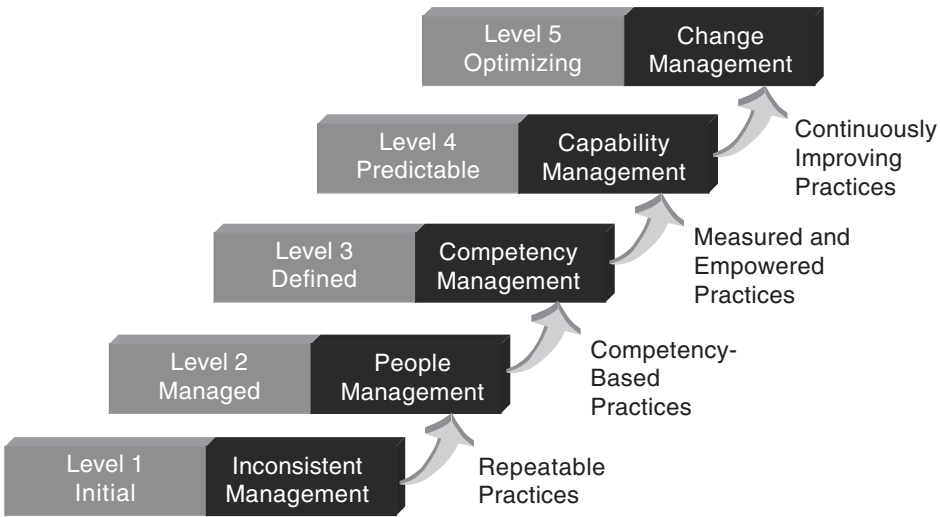 Level 5
Optimizing
Change
Management
Continuously
Improving
Practices
Level 4
Predictable
Capability
Management
Measured and
Empowered
Practices
Level 3
Defined
Competency
Management
Competency-
Based
Practices
Level 2
Managed
People
Management
Repeatable
Practices
Level 1
Initial
Inconsistent
Management